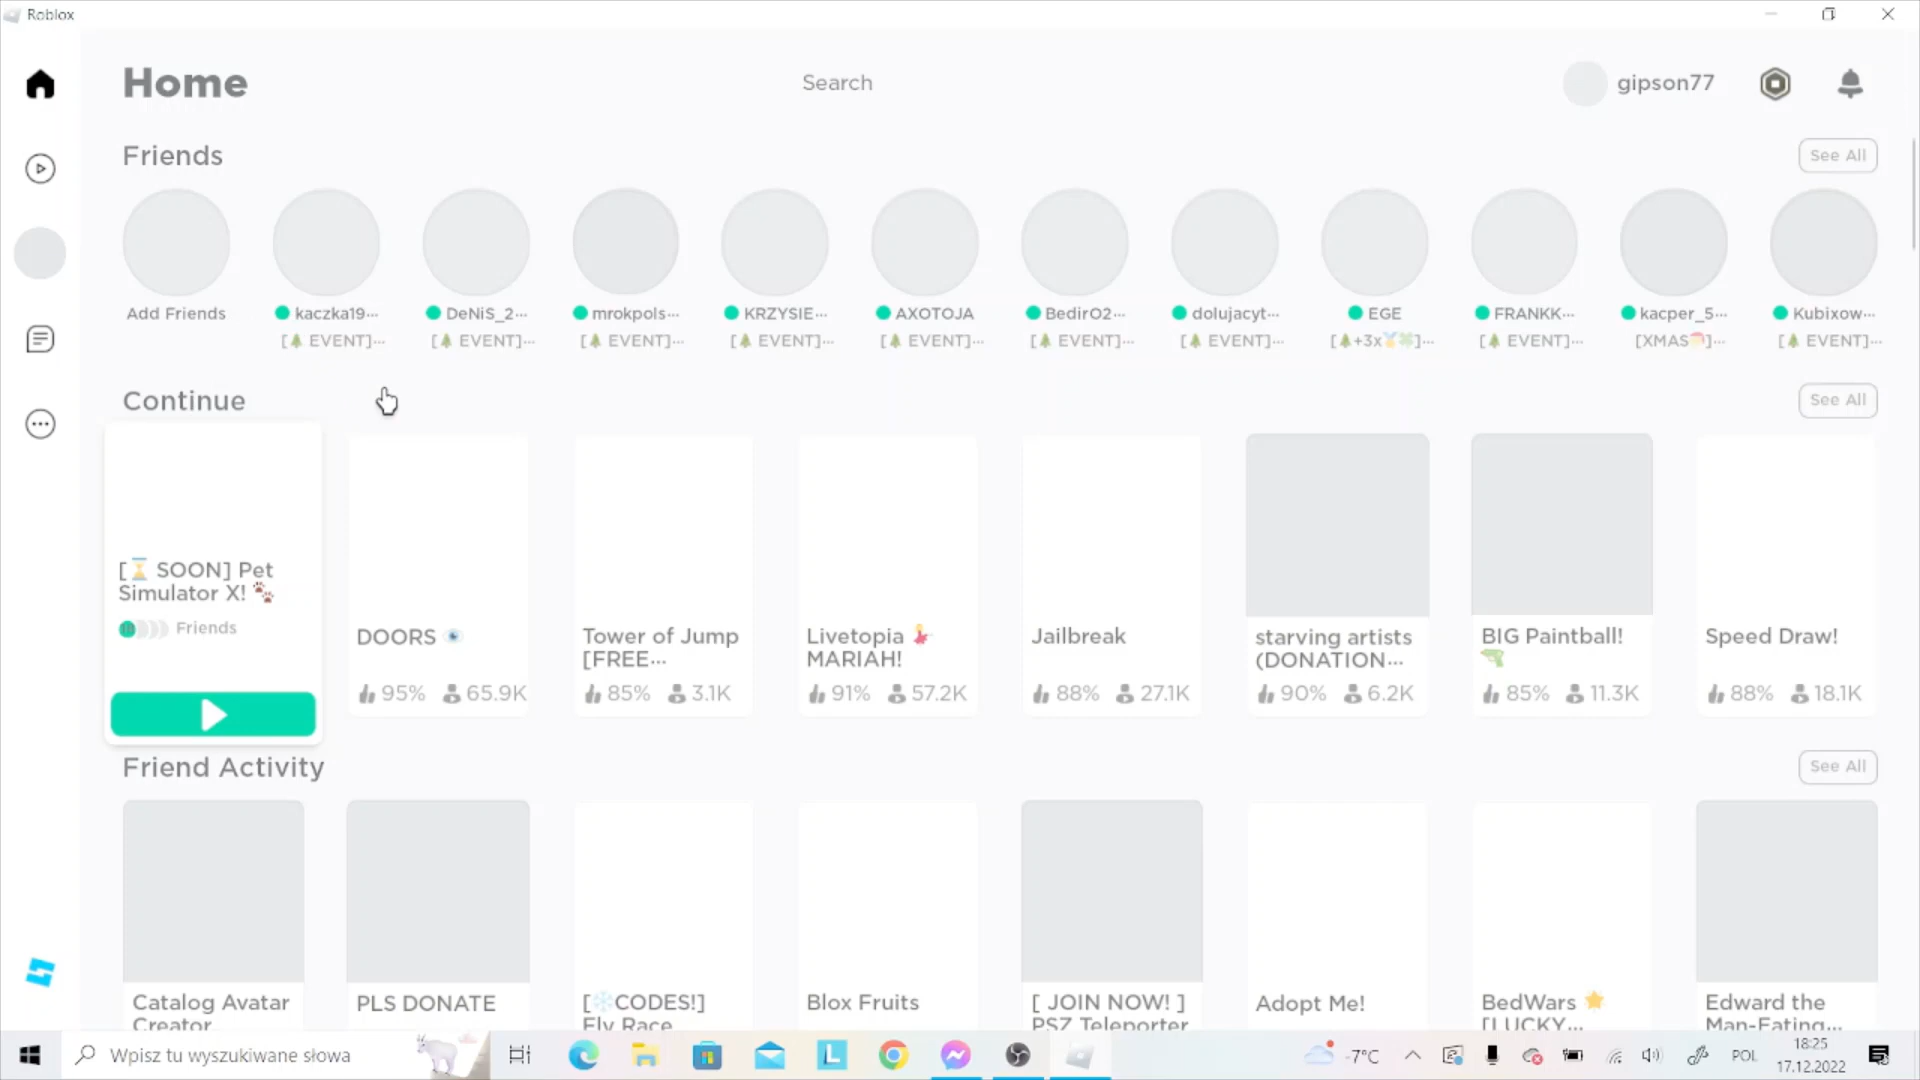 Roblox
Home
Search
gipson77
Friends
See All
Add Friends
kaczka19...
DeNiS_2...
mrokpols...
KRZYSIE...
AXOTOJA
BedirO2...
dolujacyt...
EGE
FRANKK...
kacper_5...
Kubixow...
[🎄 EVENT]...
[🎄 EVENT]...
[🎄 EVENT]...
[🎄 EVENT]...
[🎄 EVENT]...
[🎄 EVENT]...
[🎄 EVENT]...
[🎄+3x🏅🍀]...
[🎄 EVENT]...
[XMAS🎅]...
[🎄 EVENT]...
Continue
See All
[⏳ SOON] Pet
Simulator X! 🐾
Friends
DOORS 👁️
95% 65.9K
Tower of Jump
[FREE...
85% 3.1K
Livetopia 💃
MARIAH!
91% 57.2K
Jailbreak
88% 27.1K
starving artists
(DONATION...
90% 6.2K
BIG Paintball!
🔫
85% 11.3K
Speed Draw!
88% 18.1K
Friend Activity
See All
Catalog Avatar
Creator
PLS DONATE
[❄️CODES!]
Fly Race
Blox Fruits
[ JOIN NOW! ]
PSZ Teleporter
Adopt Me!
BedWars ⭐
[LUCKY...
Edward the
Man-Eating...
Wpisz tu wyszukiwane słowa
-7°C
POL
18:25
17.12.2022